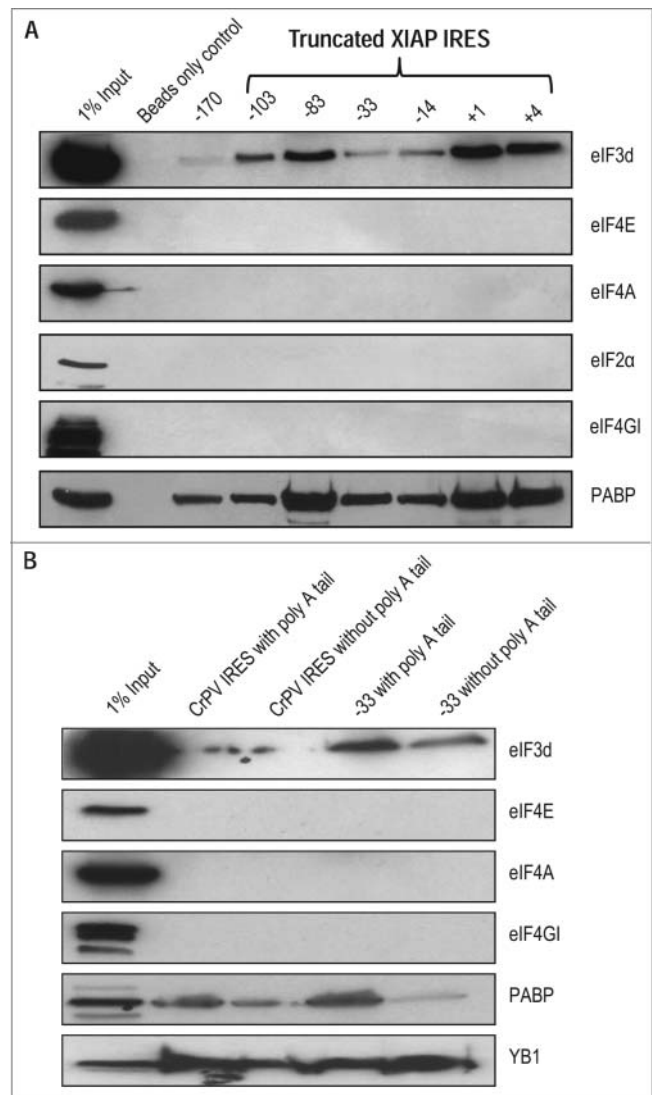 A
Truncated XIAP IRES
1% Input
Beads only control
-170
-103
-83
-33
-14
+1
+4
eIF3d
eIF4E
eIF4A
eIF2α
eIF4GI
PABP
B
1% Input
CrPV IRES with poly A tail
CrPV IRES without poly A tail
-33 with poly A tail
-33 without poly A tail
eIF3d
eIF4E
eIF4A
eIF4GI
PABP
YB1